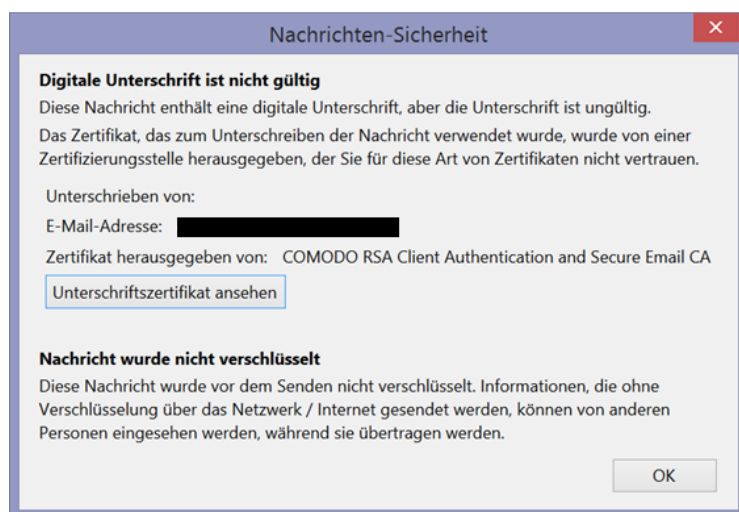 Nachrichten-Sicherheit
Digitale Unterschrift ist nicht gültig
Diese Nachricht enthält eine digitale Unterschrift, aber die Unterschrift ist ungültig.
Das Zertifikat, das zum Unterschreiben der Nachricht verwendet wurde, wurde von einer
Zertifizierungsstelle herausgegeben, der Sie für diese Art von Zertifikaten nicht vertrauen.
Unterschrieben von:
E-Mail-Adresse:
Zertifikat herausgegeben von: COMODO RSA Client Authentication and Secure Email CA
Unterschriftszertifikat ansehen
Nachricht wurde nicht verschlüsselt
Diese Nachricht wurde vor dem Senden nicht verschlüsselt. Informationen, die ohne
Verschlüsselung über das Netzwerk / Internet gesendet werden, können von anderen
Personen eingesehen werden, während sie übertragen werden.
OK